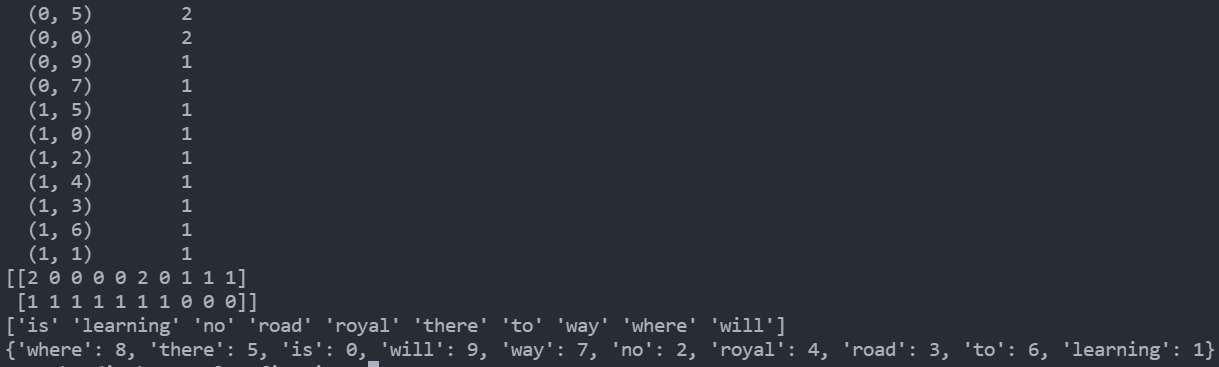 (0, 5) 2
(0, 0) 2
(0, 9) 1
(0, 7) 1
(1, 5) 1
(1, 0) 1
(1, 2) 1
(1, 4) 1
(1, 3) 1
(1, 6) 1
(1, 1) 1
[[2 0 0 0 0 2 0 1 1 1]
[1 1 1 1 1 1 1 0 0 0]]
['is' 'learning' 'no' 'road' 'royal' 'there' 'to' 'way' 'where' 'will']
{'where': 8, 'there': 5, 'is': 0, 'will': 9, 'way': 7, 'no': 2, 'royal': 4, 'road': 3, 'to': 6, 'learning': 1}